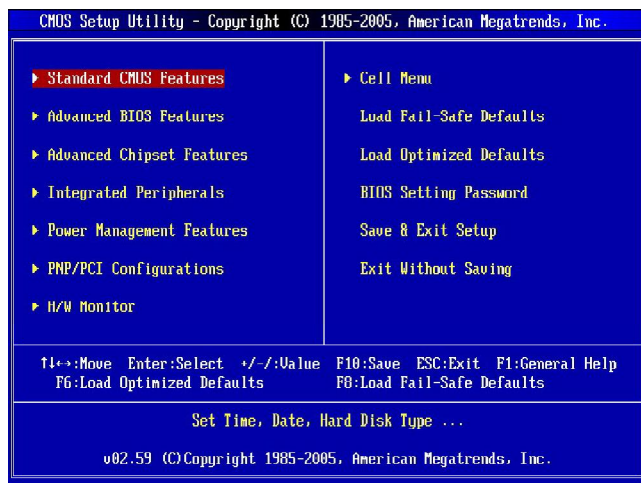 CMOS Setup Utility - Copyright (C) 1985-2005, American Megatrends, Inc.
Standard CMOS Features
Advanced BIOS Features
Advanced Chipset Features
Integrated Peripherals
Power Management Features
PNP/PCI Configurations
H/W Monitor
Cell Menu
Load Fail-Safe Defaults
Load Optimized Defaults
BIOS Setting Password
Save & Exit Setup
Exit Without Saving
↑↓←→:Move Enter:Select +/-/:Value F10:Save ESC:Exit F1:General Help
F6:Load Optimized Defaults F8:Load Fail-Safe Defaults
Set Time, Date, Hard Disk Type ...
v02.59 (C)Copyright 1985-2005, American Megatrends, Inc.